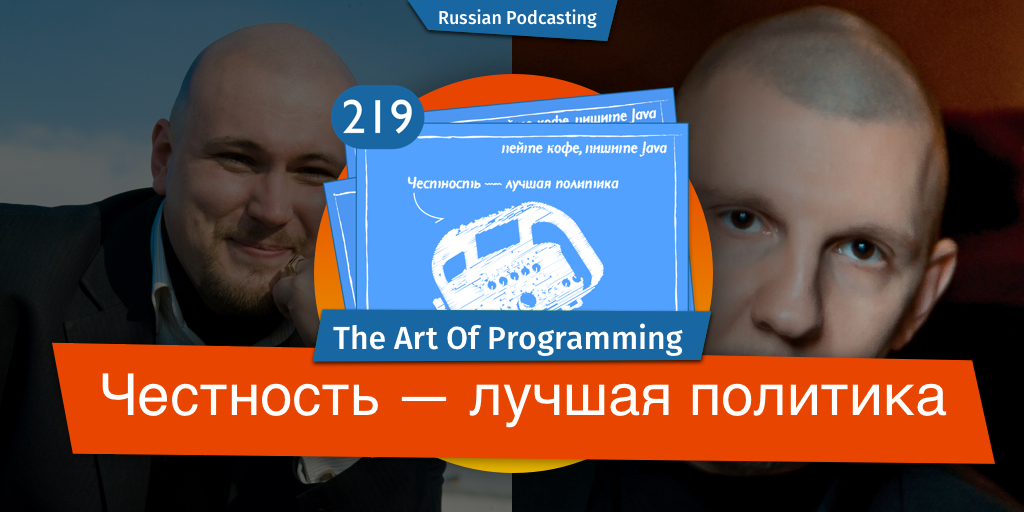 Russian Podcasting
219
кофе, пишите Java
пейте кофе, пишите Java
Честность — лучшая политика
The Art Of Programming
Честность — лучшая политика